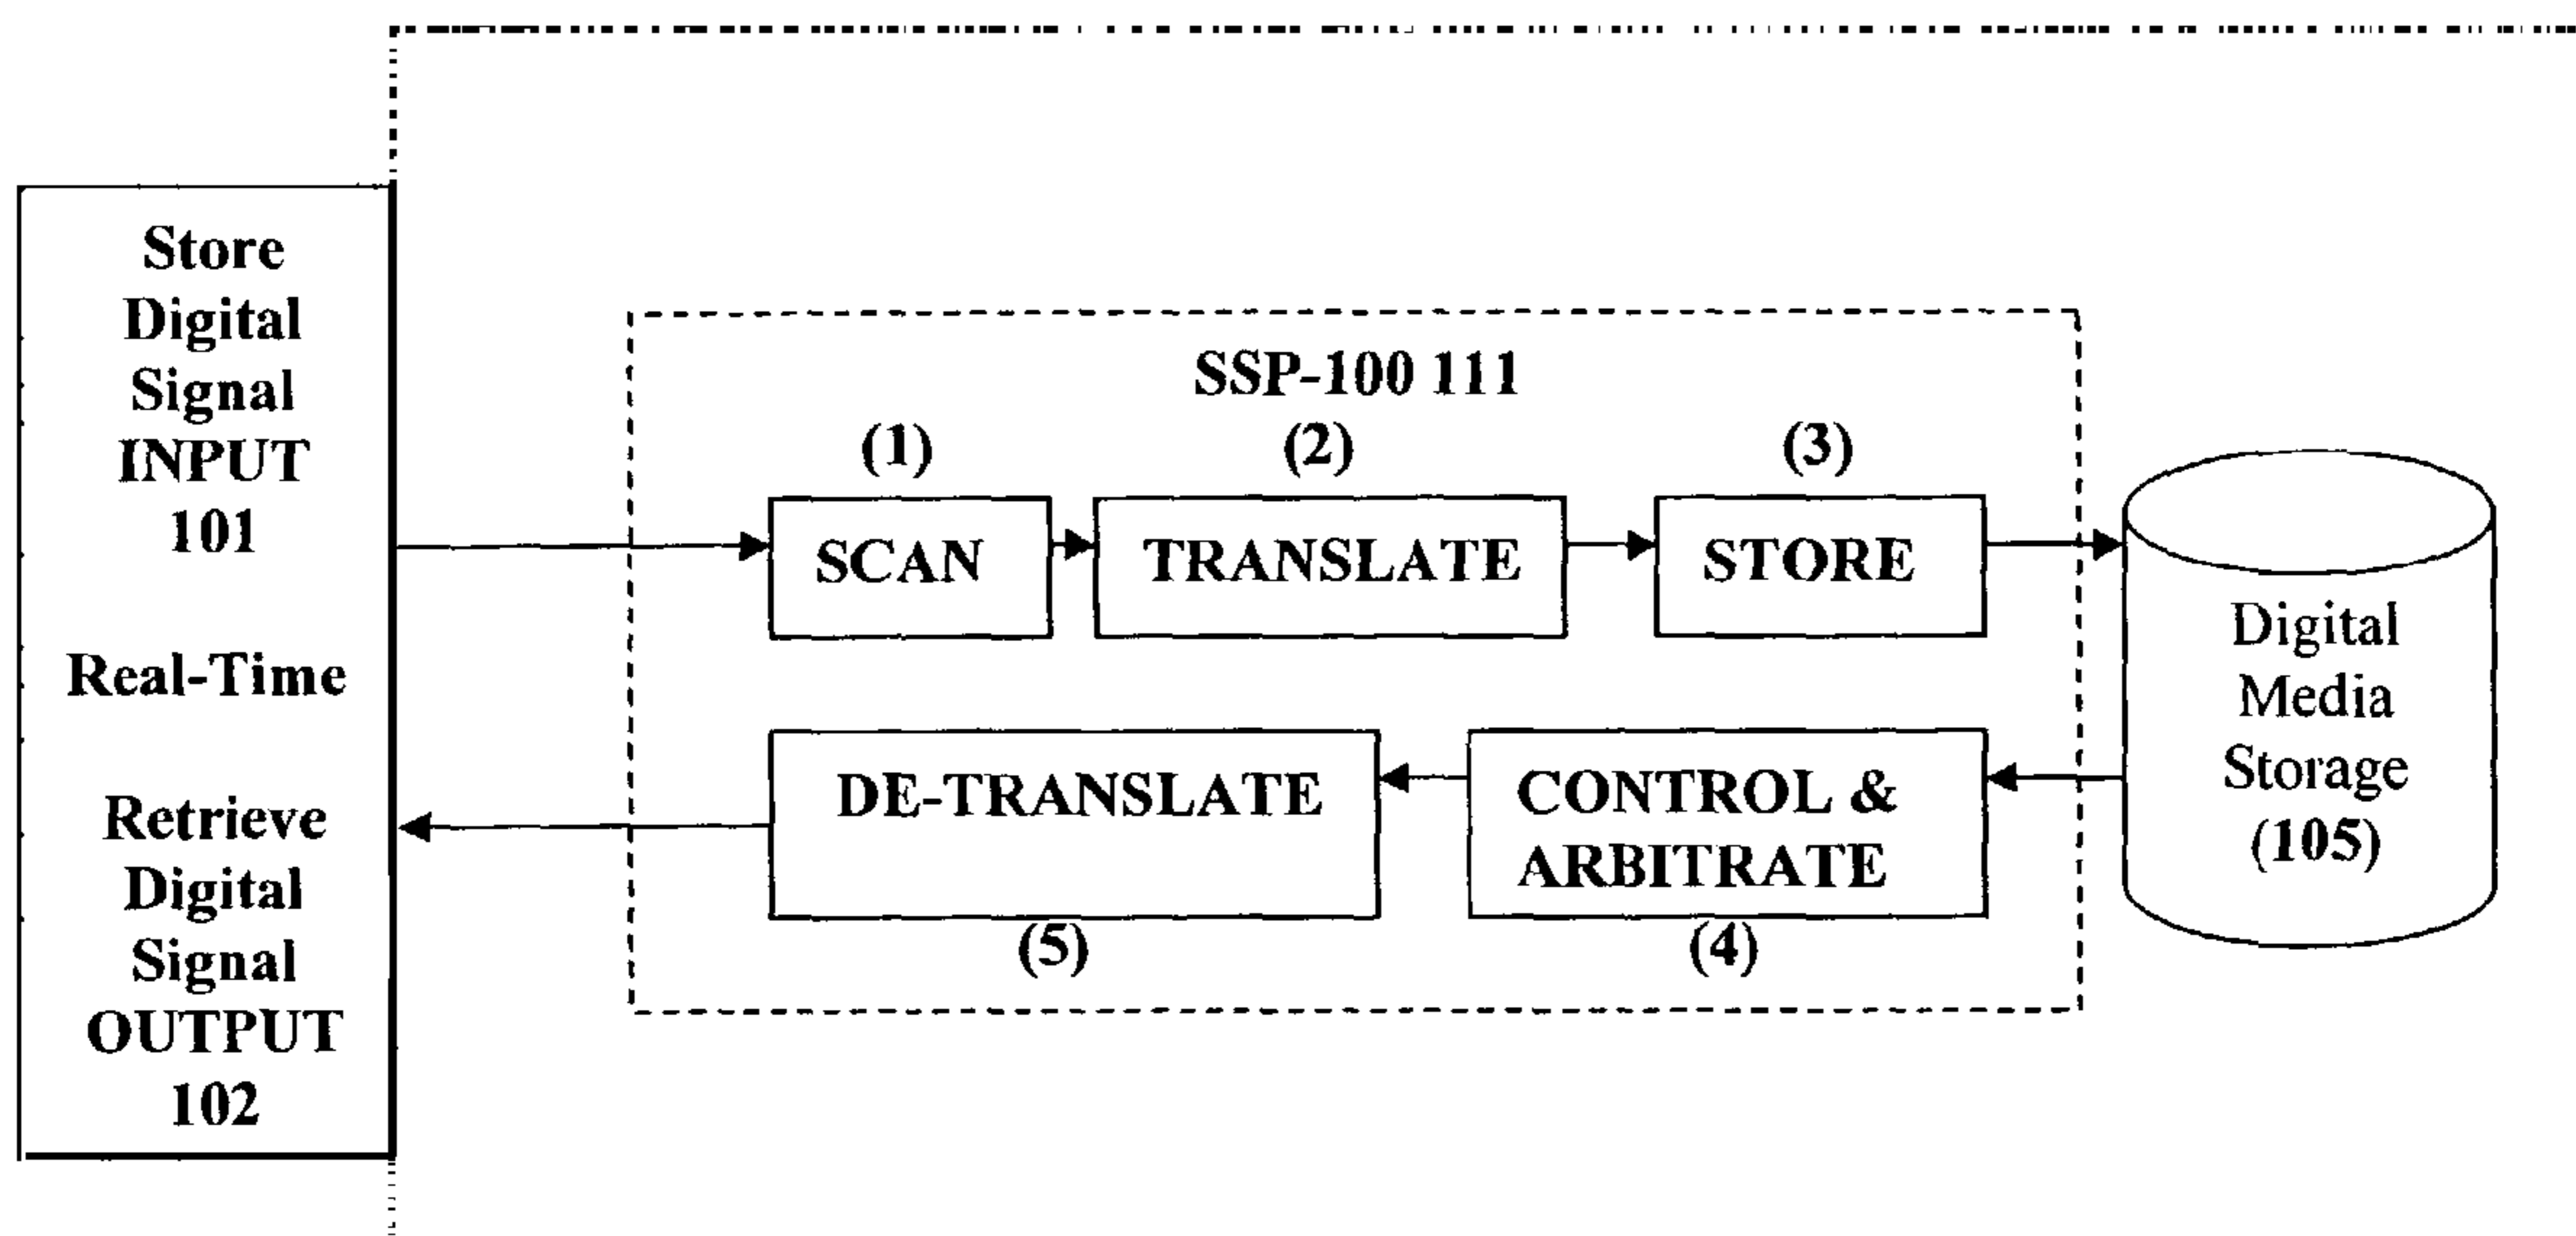 Store
Digital
Signal
INPUT
101
Real-Time
Retrieve
Digital
Signal
OUTPUT
102
SSP-100 111
(1)
(2)
(3)
SCAN
TRANSLATE
STORE
DE-TRANSLATE
CONTROL &
ARBITRATE
(5)
(4)
Digital
Media
Storage
(105)